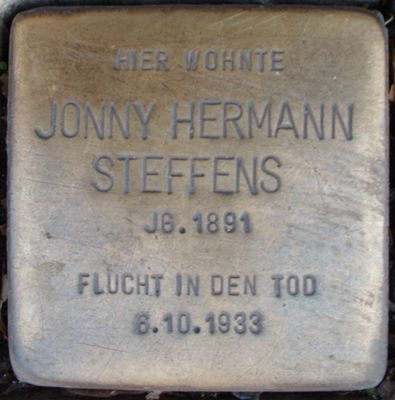 HIER WOHNTE
JONNY HERMANN
STEFFENS
JG.1891
FLUCHT IN DEN TOD
6.10.1933